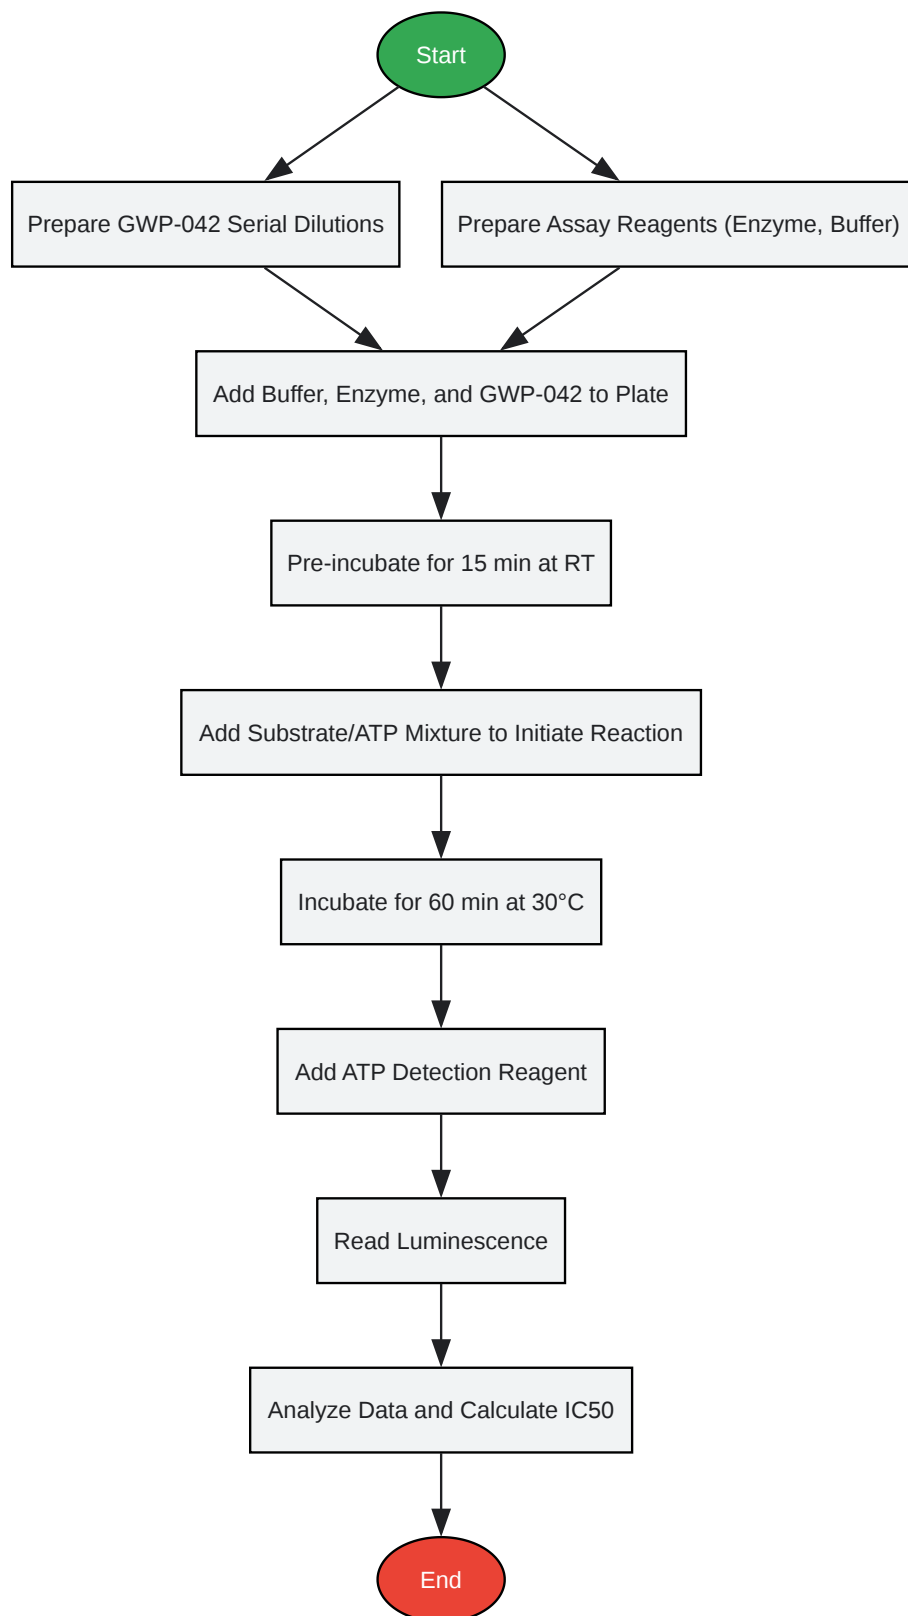 Start
Prepare GWP-042 Serial Dilutions
Prepare Assay Reagents (Enzyme, Buffer)
Add Buffer, Enzyme, and GWP-042 to Plate
Pre-incubate for 15 min at RT
Add Substrate/ATP Mixture to Initiate Reaction
Incubate for 60 min at 30°C
Add ATP Detection Reagent
Read Luminescence
Analyze Data and Calculate IC50
End